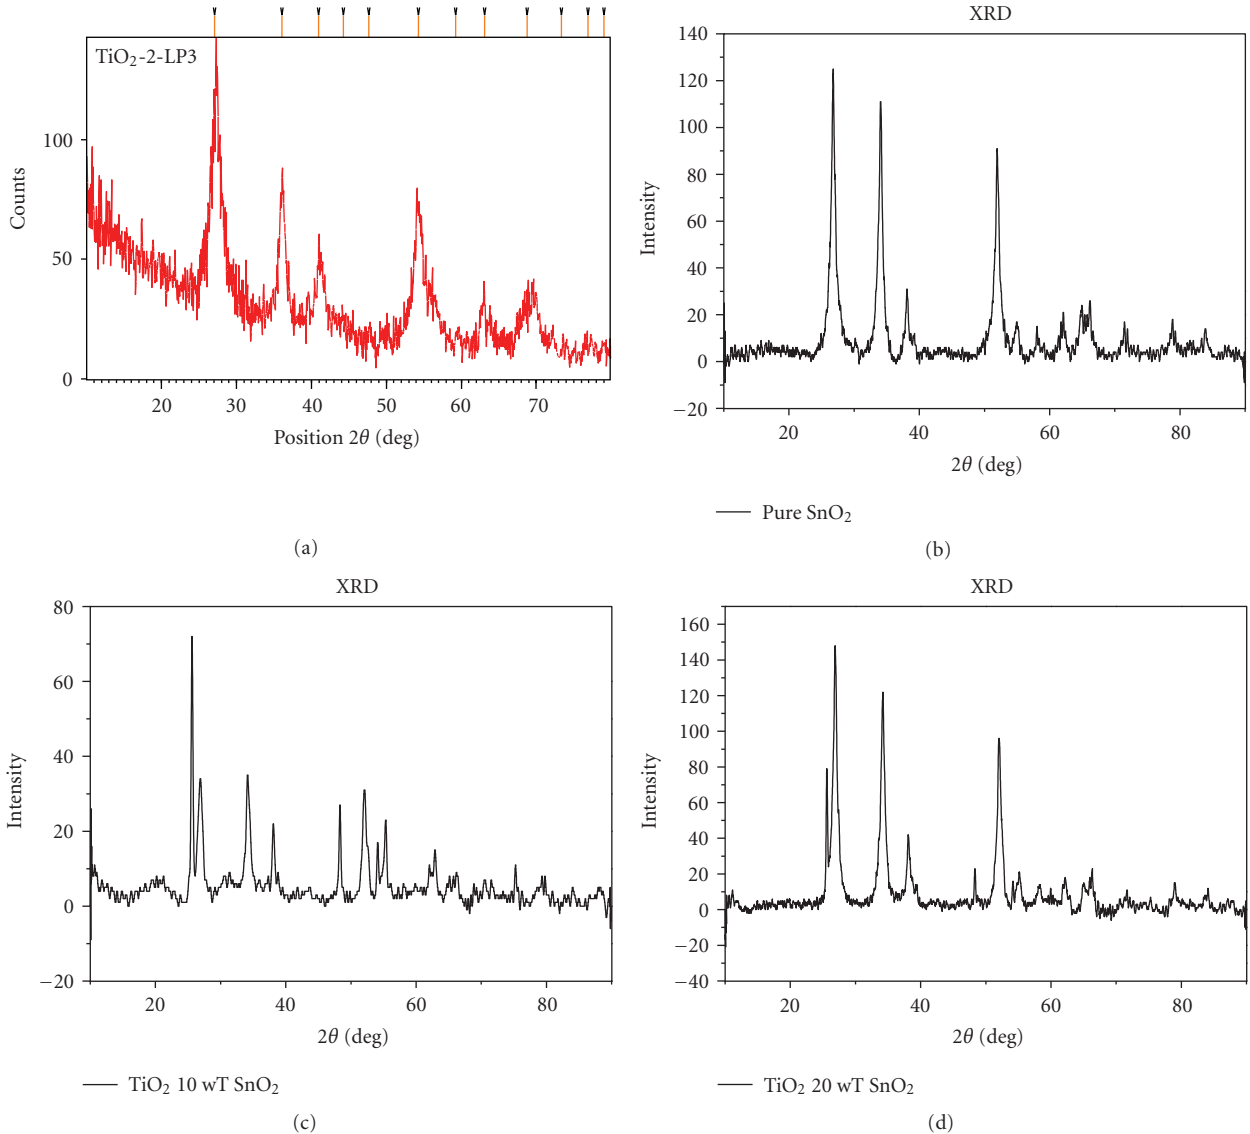 TiO2-2-LP3
Counts
100
50
0
20 30 40 50 60 70
Position 2θ (deg)
(a)
XRD
Intensity
140
120
100
80
60
40
20
0
−20
20 40 60 80
2θ (deg)
Pure SnO2
(b)
XRD
Intensity
80
60
40
20
0
−20
20 40 60 80
2θ (deg)
TiO2 10 wT SnO2
(c)
XRD
Intensity
160
140
120
100
80
60
40
20
0
−20
−40
20 40 60 80
2θ (deg)
TiO2 20 wT SnO2
(d)